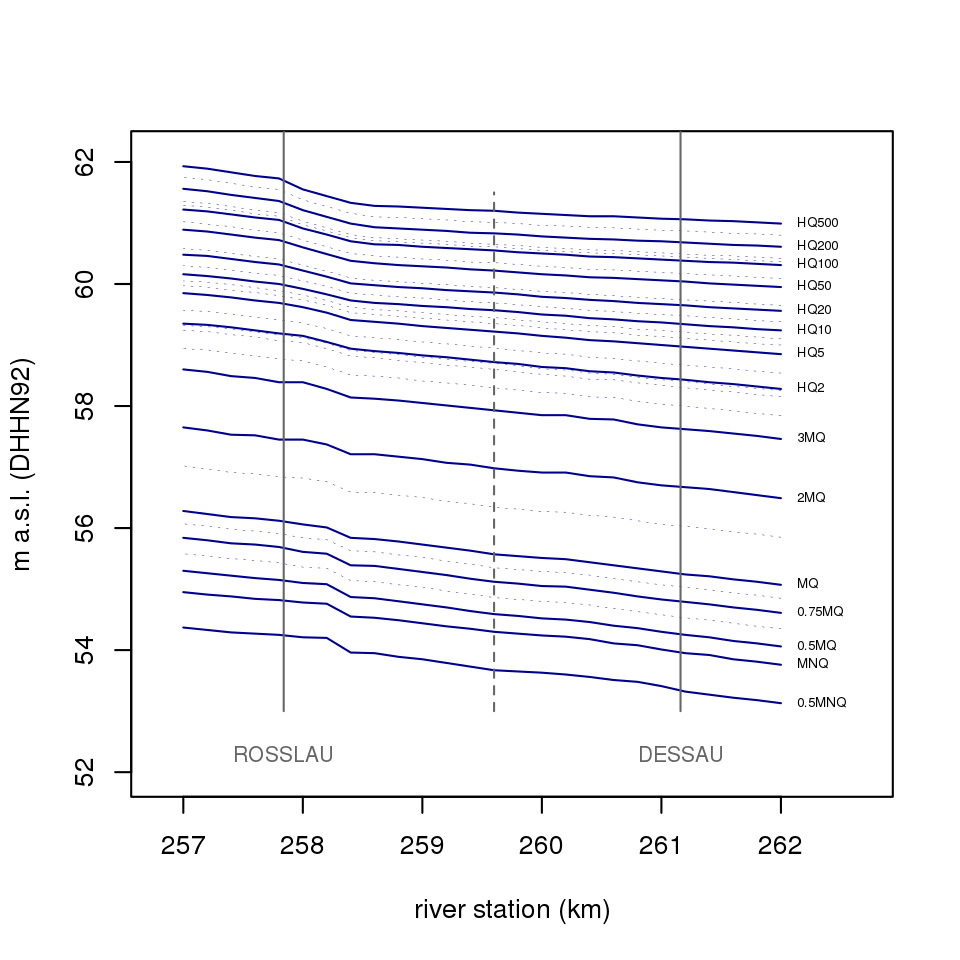 62
60
58
56
54
52
m a.s.l. (DHHN92)
HQ500
HQ200
HQ100
HQ50
HQ20
HQ10
HQ5
HQ2
3MQ
2MQ
MQ
0.75MQ
0.5MQ
MNQ
0.5MNQ
ROSSLAU
DESSAU
257 258 259 260 261 262
river station (km)